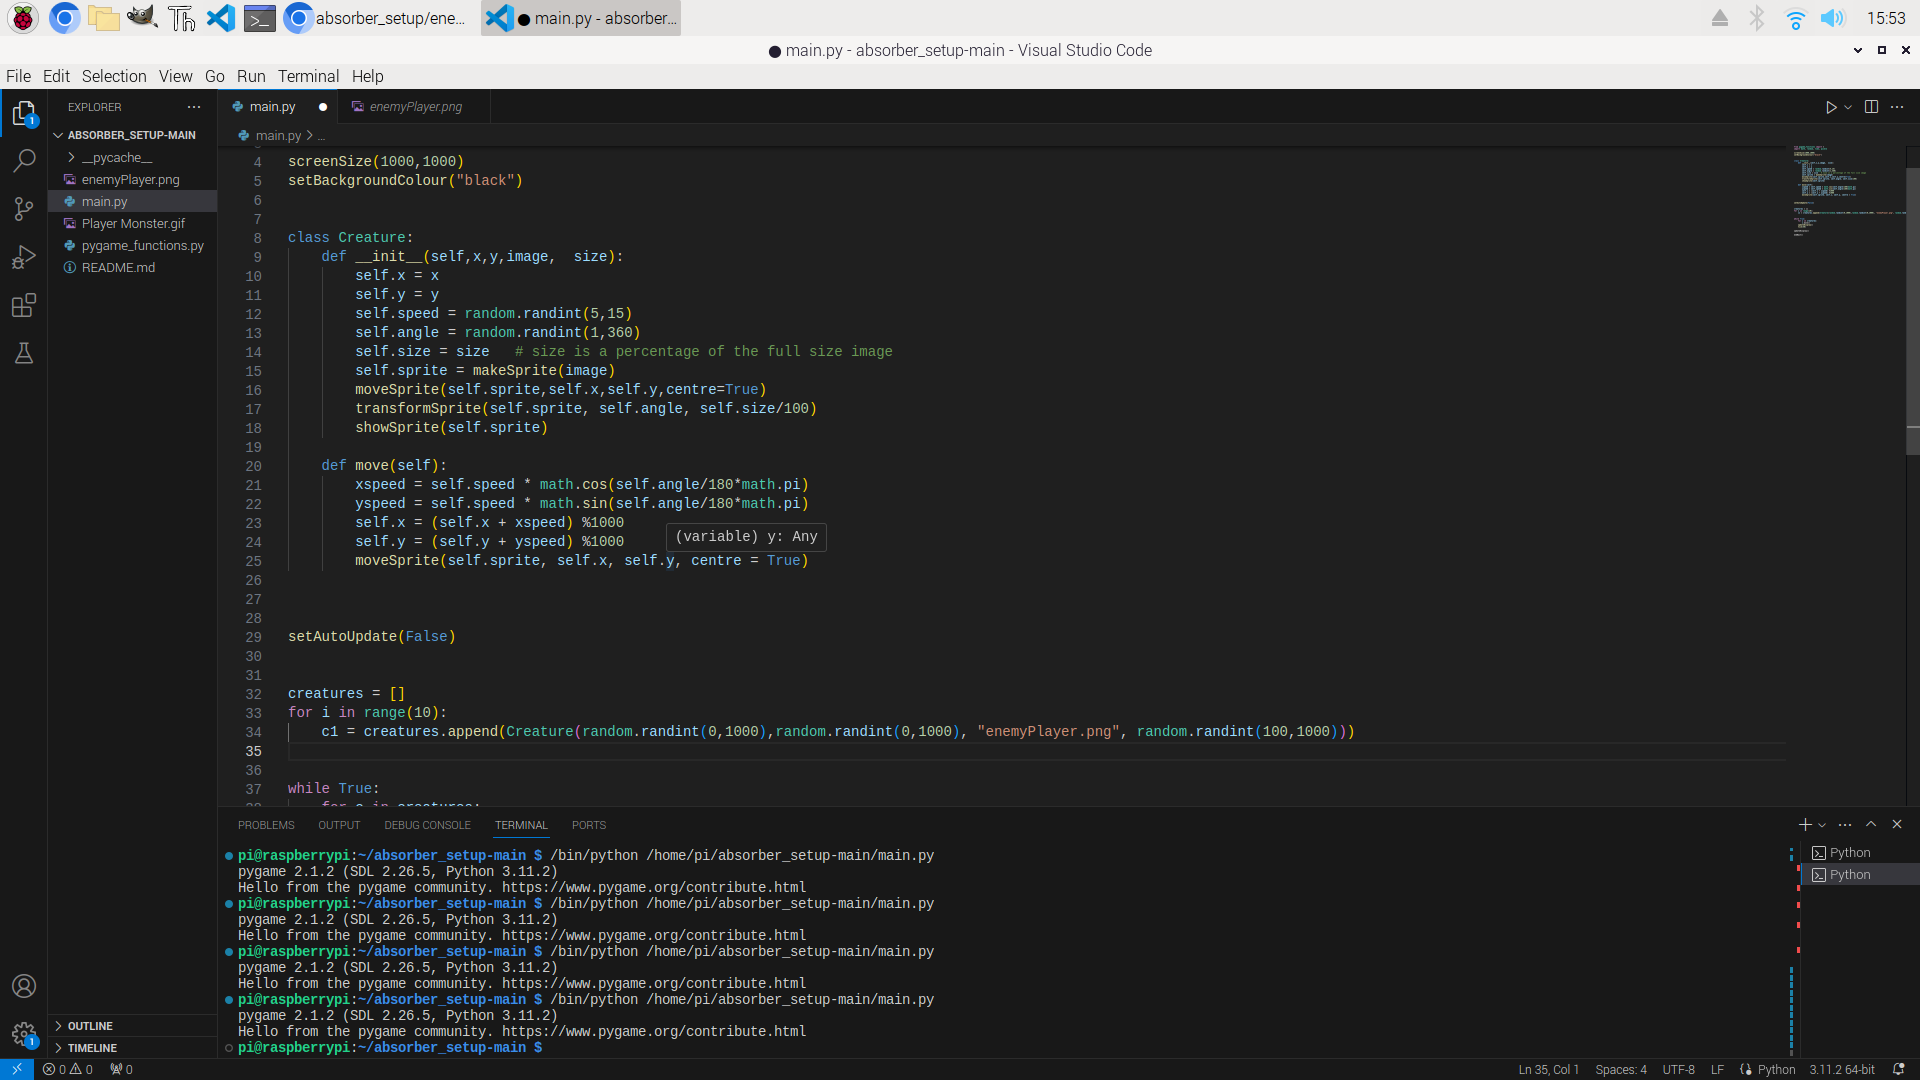 absorber_setup/ene...
main.py - absorber...
15:53
main.py - absorber_setup-main - Visual Studio Code
File Edit Selection View Go Run Terminal Help
EXPLORER
ABSORBER_SETUP-MAIN
__pycache__
enemyPlayer.png
main.py
Player Monster.gif
pygame_functions.py
README.md
OUTLINE
TIMELINE
main.py
enemyPlayer.png
main.py > ...
4 screenSize(1000,1000)
5 setBackgroundColour("black")
6
7
8 class Creature:
9 def __init__(self,x,y,image,  size):
10 self.x = x
11 self.y = y
12 self.speed = random.randint(5,15)
13 self.angle = random.randint(1,360)
14 self.size = size   # size is a percentage of the full size image
15 self.sprite = makeSprite(image)
16 moveSprite(self.sprite,self.x,self.y,centre=True)
17 transformSprite(self.sprite, self.angle, self.size/100)
18 showSprite(self.sprite)
19
20 def move(self):
21 xspeed = self.speed * math.cos(self.angle/180*math.pi)
22 yspeed = self.speed * math.sin(self.angle/180*math.pi)
23 self.x = (self.x + xspeed) %1000
24 self.y = (self.y + yspeed) %1000
(variable) y: Any
25 moveSprite(self.sprite, self.x, self.y, centre = True)
26
27
28
29 setAutoUpdate(False)
30
31
32 creatures = []
33 for i in range(10):
34 c1 = creatures.append(Creature(random.randint(0,1000),random.randint(0,1000), "enemyPlayer.png", random.randint(100,1000)))
35
36
37 while True:
38 for c in creatures:
PROBLEMS OUTPUT DEBUG CONSOLE TERMINAL PORTS
pi@raspberrypi:~/absorber_setup-main $ /bin/python /home/pi/absorber_setup-main/main.py
pygame 2.1.2 (SDL 2.26.5, Python 3.11.2)
Hello from the pygame community. https://www.pygame.org/contribute.html
pi@raspberrypi:~/absorber_setup-main $ /bin/python /home/pi/absorber_setup-main/main.py
pygame 2.1.2 (SDL 2.26.5, Python 3.11.2)
Hello from the pygame community. https://www.pygame.org/contribute.html
pi@raspberrypi:~/absorber_setup-main $ /bin/python /home/pi/absorber_setup-main/main.py
pygame 2.1.2 (SDL 2.26.5, Python 3.11.2)
Hello from the pygame community. https://www.pygame.org/contribute.html
pi@raspberrypi:~/absorber_setup-main $ /bin/python /home/pi/absorber_setup-main/main.py
pygame 2.1.2 (SDL 2.26.5, Python 3.11.2)
Hello from the pygame community. https://www.pygame.org/contribute.html
pi@raspberrypi:~/absorber_setup-main $
Python
Python
0 0 0
Ln 35, Col 1 Spaces: 4 UTF-8 LF Python 3.11.2 64-bit